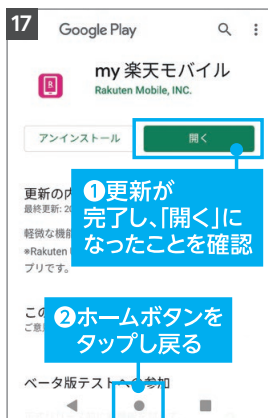 17
Google Play
my 楽天モバイル
Rakuten Mobile, INC.
アンインストール
開く
更新の内
最終更新: 20
❶更新が
完了し、「開く」に
なったことを確認
軽微な機能
※Rakuten
プリです。
この
ご意
❷ホームボタンを
タップし戻る
ベータ版テストへの参加